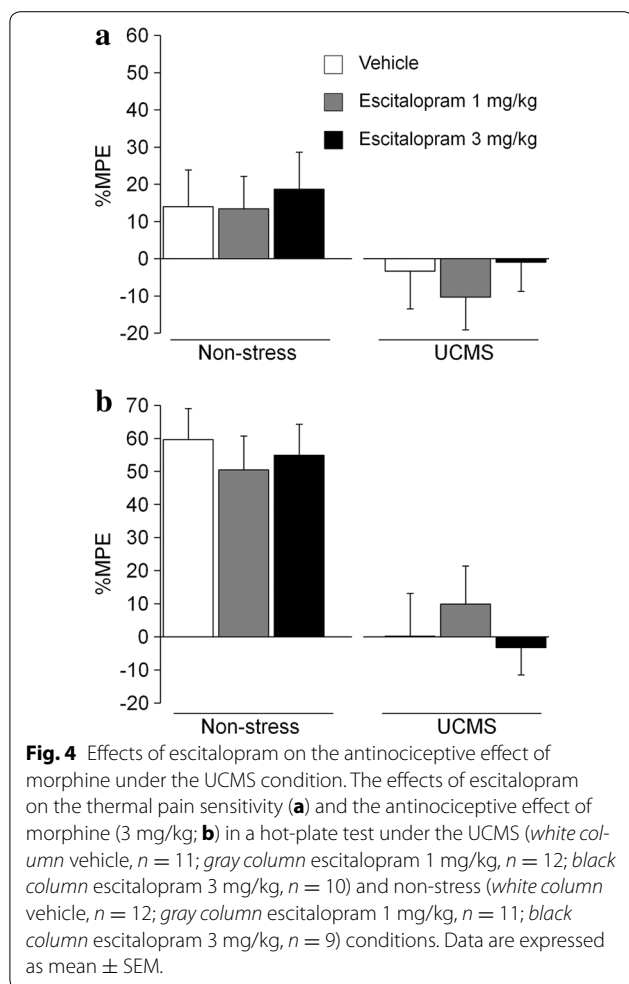 a
60
50
40
30
20
10
0
-10
-20
%MPE
Vehicle
Escitalopram 1 mg/kg
Escitalopram 3 mg/kg
Non-stress
UCMS
b
70
60
50
40
30
20
10
0
-10
-20
%MPE
Non-stress
UCMS
Fig. 4 Effects of escitalopram on the antinociceptive effect of
morphine under the UCMS condition. The effects of escitalopram
on the thermal pain sensitivity (a) and the antinociceptive effect of
morphine (3 mg/kg; b) in a hot-plate test under the UCMS (white col-
umn vehicle, n = 11; gray column escitalopram 1 mg/kg, n = 12; black
column escitalopram 3 mg/kg, n = 10) and non-stress (white column
vehicle, n = 12; gray column escitalopram 1 mg/kg, n = 11; black
column escitalopram 3 mg/kg, n = 9) conditions. Data are expressed
as mean ± SEM.